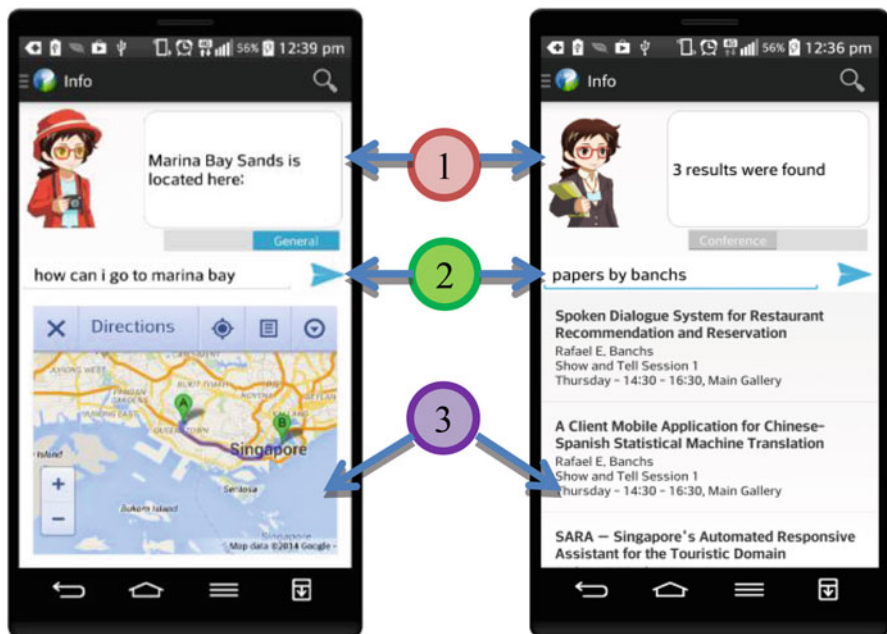 56% 12:39 pm
Info
Marina Bay Sands is
located here:
General
how can i go to marina bay
Directions
A
B
QUEENSTOWN
Singapore
Sentosa
Bukom Island
Singapore
+
−
Map data ©2014 Google -
1
2
3
56% 12:36 pm
Info
3 results were found
Conference
papers by banchs
Spoken Dialogue System for Restaurant
Recommendation and Reservation
Rafael E, Banchs
Show and Tell Session 1
Thursday - 14:30 - 16:30, Main Gallery
A Client Mobile Application for Chinese-
Spanish Statistical Machine Translation
Rafael E, Banchs
Show and Tell Session 1
Thursday - 14:30 - 16:30, Main Gallery
SARA — Singapore's Automated Responsive
Assistant for the Touristic Domain